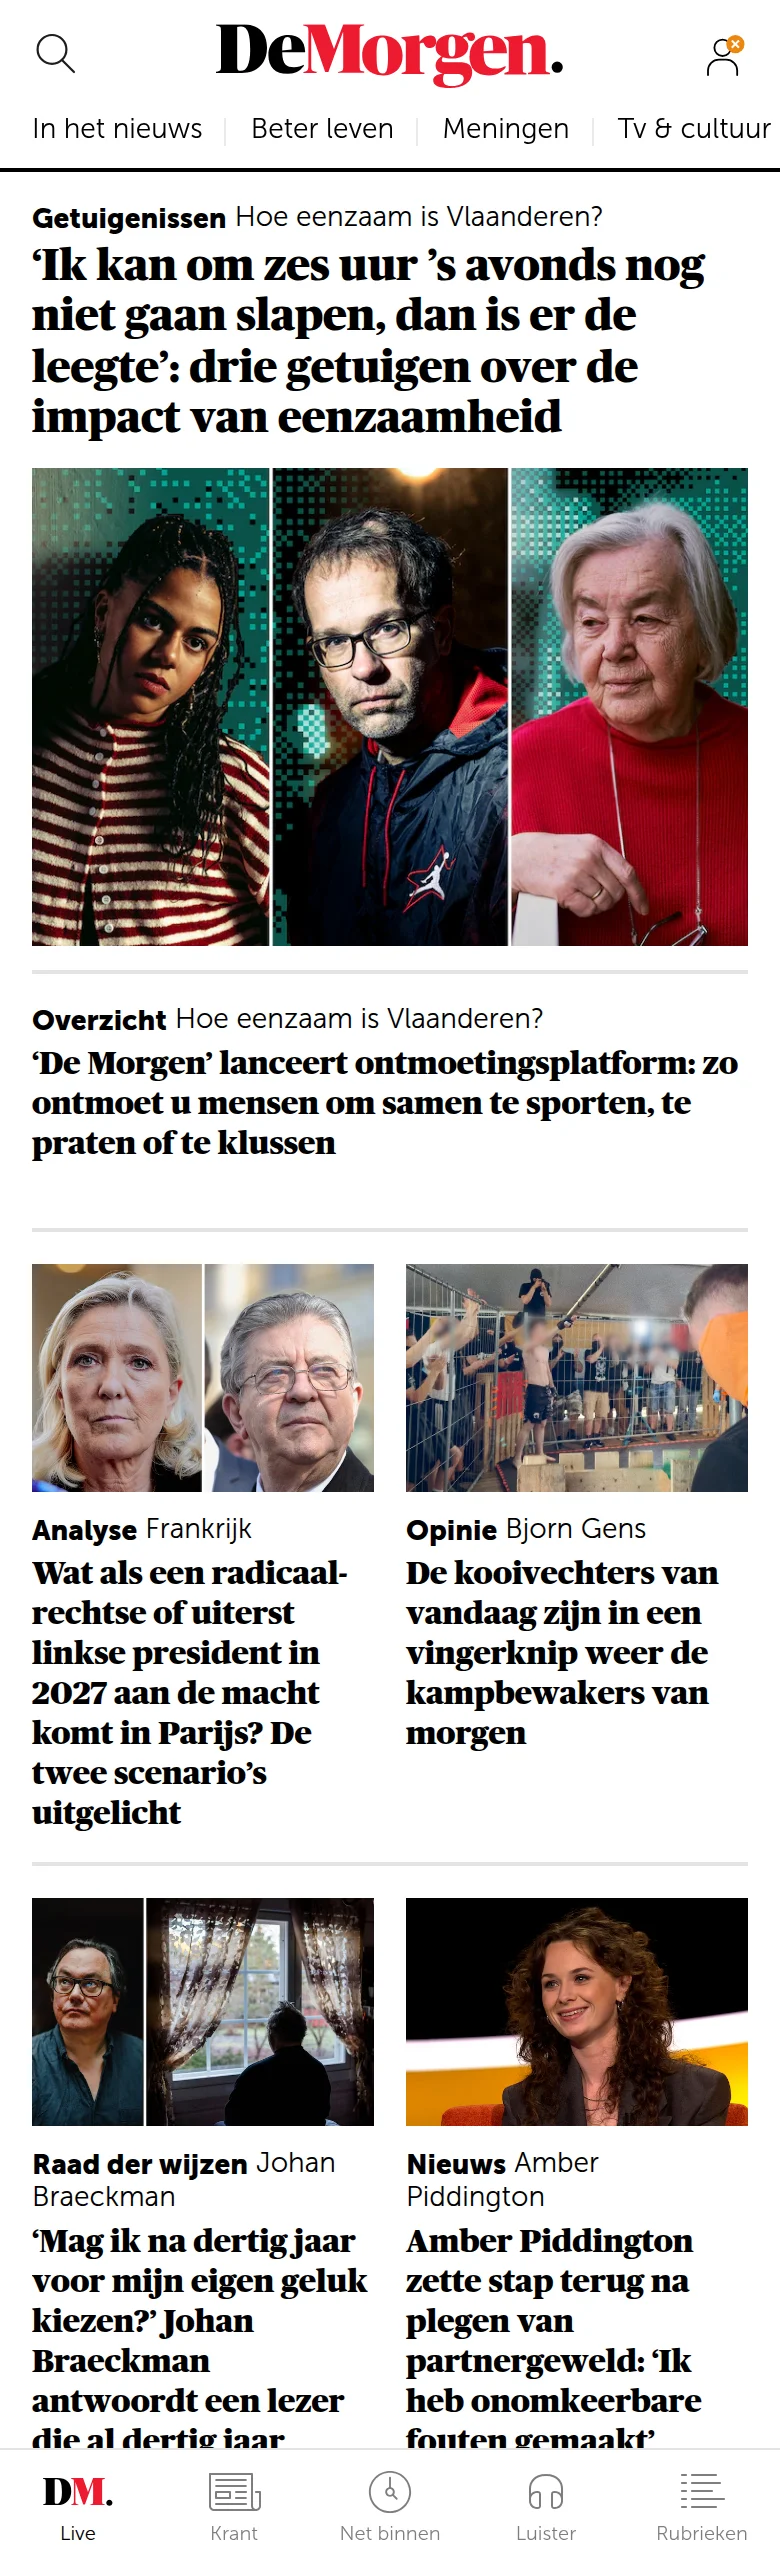 DeMorgen.
In het nieuws
Beter leven
Meningen
Tv & cultuur
Getuigenissen Hoe eenzaam is Vlaanderen?
‘Ik kan om zes uur ’s avonds nog
niet gaan slapen, dan is er de
leegte’: drie getuigen over de
impact van eenzaamheid
Overzicht Hoe eenzaam is Vlaanderen?
‘De Morgen’ lanceert ontmoetingsplatform: zo
ontmoet u mensen om samen te sporten, te
praten of te klussen
Analyse Frankrijk
Wat als een radicaal-
rechtse of uiterst
linkse president in
2027 aan de macht
komt in Parijs? De
twee scenario’s
uitgelicht
Opinie Bjorn Gens
De kooivechters van
vandaag zijn in een
vingerknip weer de
kampbewakers van
morgen
Raad der wijzen Johan
Braeckman
‘Mag ik na dertig jaar
voor mijn eigen geluk
kiezen?’ Johan
Braeckman
antwoordt een lezer
die al dertig jaar
Nieuws Amber
Piddington
Amber Piddington
zette stap terug na
plegen van
partnergeweld: ‘Ik
heb onomkeerbare
fouten gemaakt’
DM.
Live
Krant
Net binnen
Luister
Rubrieken